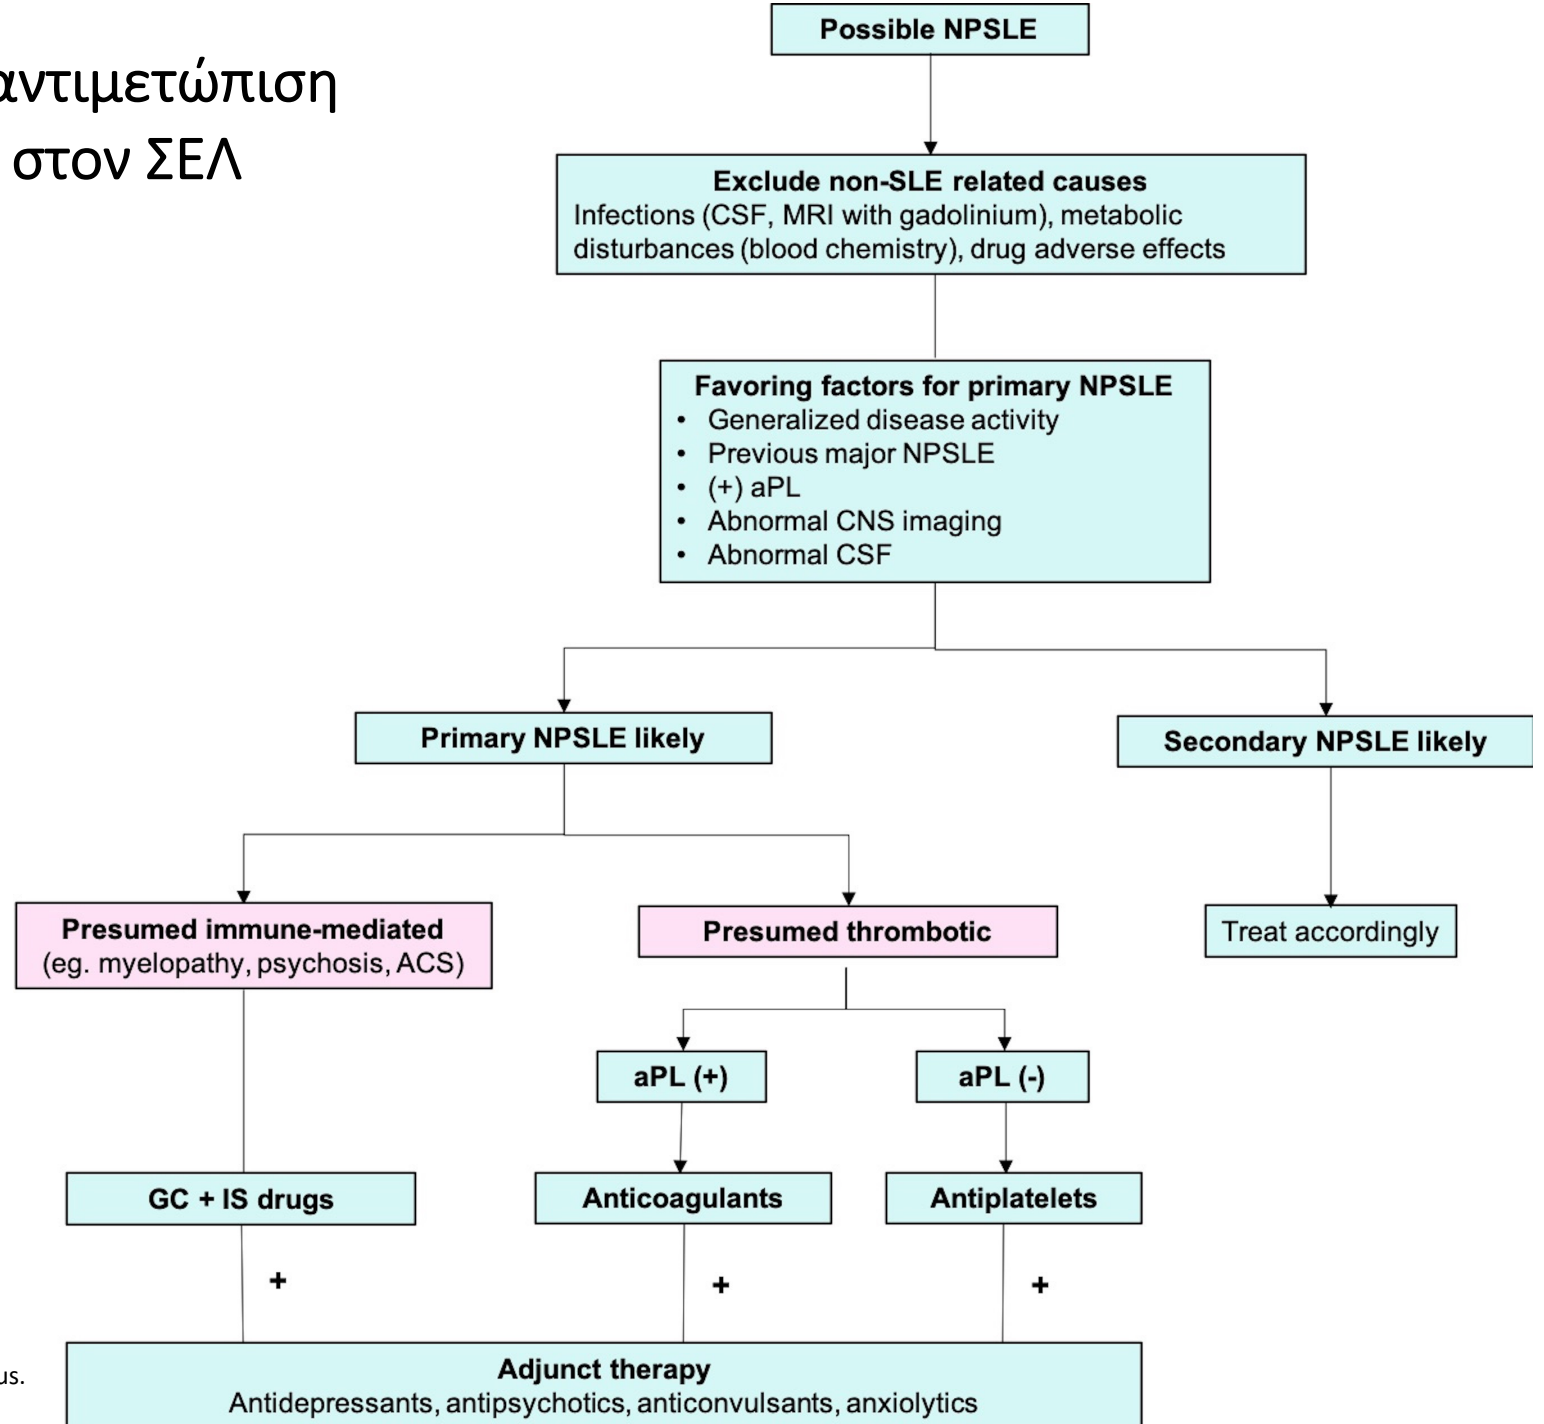 αντιμετώπιση
στον ΣΕΛ
Possible NPSLE
Exclude non-SLE related causes
Infections (CSF, MRI with gadolinium), metabolic
disturbances (blood chemistry), drug adverse effects
Favoring factors for primary NPSLE
• Generalized disease activity
• Previous major NPSLE
• (+) aPL
• Abnormal CNS imaging
• Abnormal CSF
Primary NPSLE likely
Secondary NPSLE likely
Presumed immune-mediated
(eg. myelopathy, psychosis, ACS)
Presumed thrombotic
Treat accordingly
aPL (+)
aPL (-)
GC + IS drugs
Anticoagulants
Antiplatelets
+
+
+
Adjunct therapy
Antidepressants, antipsychotics, anticonvulsants, anxiolytics
us.